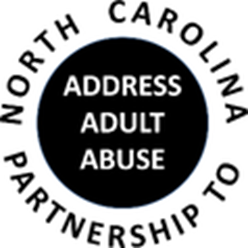 NORTH CAROLINA
PARTNERSHIP TO
ADDRESS
ADULT
ABUSE